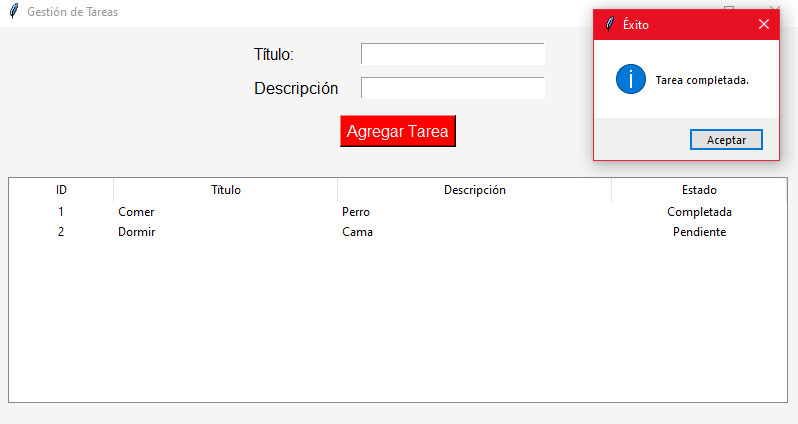 Gestión de Tareas
Éxito
Tarea completada.
Aceptar
Título:
Descripción
Agregar Tarea
ID Título Descripción Estado
1 Comer Perro Completada
2 Dormir Cama Pendiente